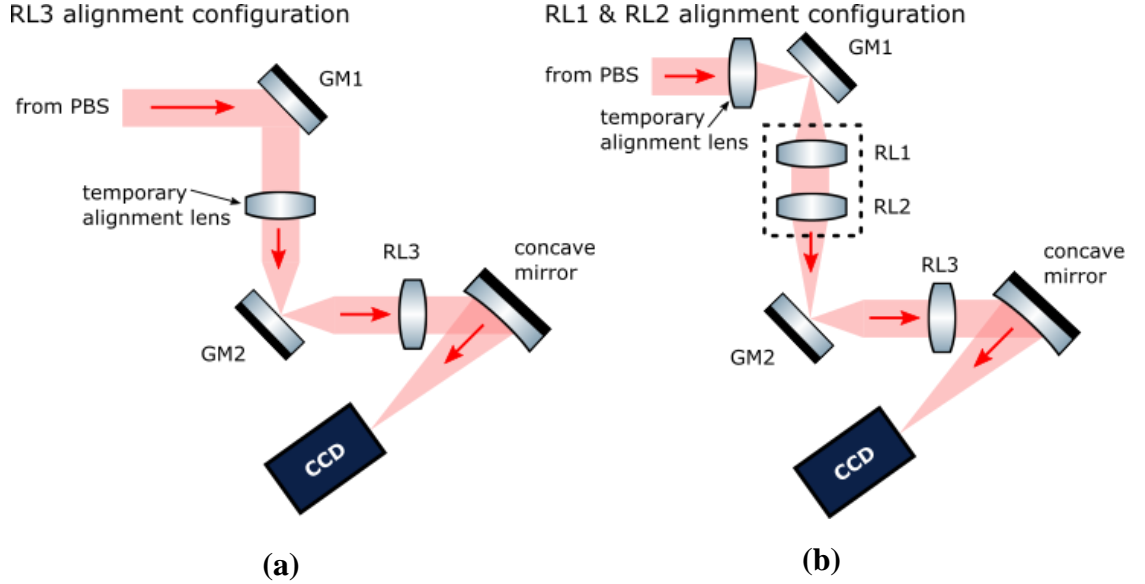 RL3 alignment configuration
GM1
from PBS
temporary
alignment lens
RL3
concave
mirror
GM2
CCD
(a)
RL1 & RL2 alignment configuration
GM1
from PBS
temporary
alignment lens
RL1
RL2
RL3
concave
mirror
GM2
CCD
(b)